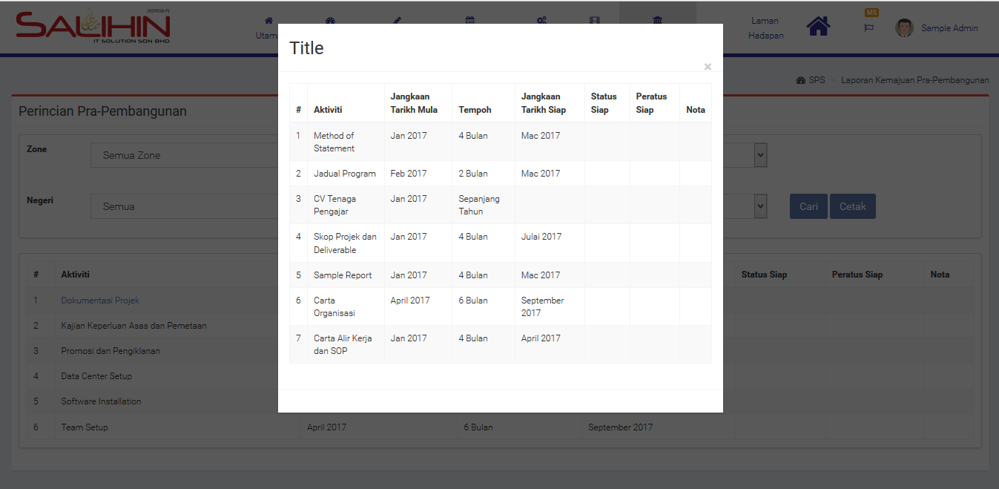 (929958-P)
SALIHIN
IT SOLUTION SDN BHD
Laman
Hadapan
MS
Sample Admin
SPS > Laporan Kemajuan Pra-Pembangunan
Title
×
Perincian Pra-Pembangunan
Zone
Semua Zone
Negeri
Semua
Cari
Cetak
# Aktiviti Jangkaan Tarikh Mula Tempoh Jangkaan Tarikh Siap Status Siap Peratus Siap Nota
1 Method of Statement Jan 2017 4 Bulan Mac 2017
2 Jadual Program Feb 2017 2 Bulan Mac 2017
3 CV Tenaga Pengajar Jan 2017 Sepanjang Tahun
4 Skop Projek dan Deliverable Jan 2017 4 Bulan Julai 2017
5 Sample Report Jan 2017 4 Bulan Mac 2017
6 Carta Organisasi April 2017 6 Bulan September 2017
7 Carta Alir Kerja dan SOP Jan 2017 4 Bulan April 2017
# Aktiviti Status Siap Peratus Siap Nota
1 Dokumentasi Projek
2 Kajian Keperluan Asas dan Pemetaan
3 Promosi dan Pengiklanan
4 Data Center Setup
5 Software Installation
6 Team Setup April 2017 6 Bulan September 2017